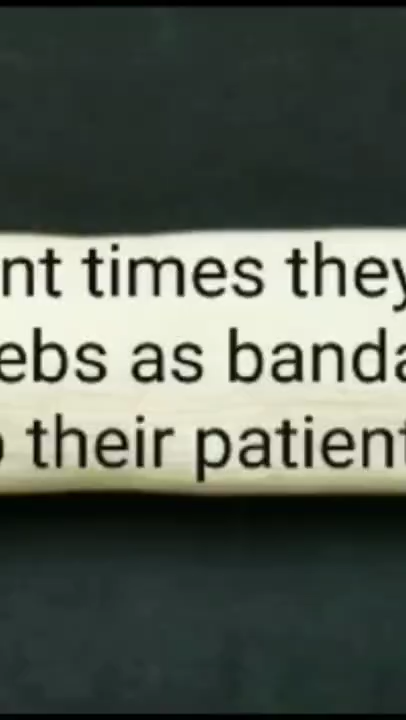 nt times they
ebs as banda
their patient